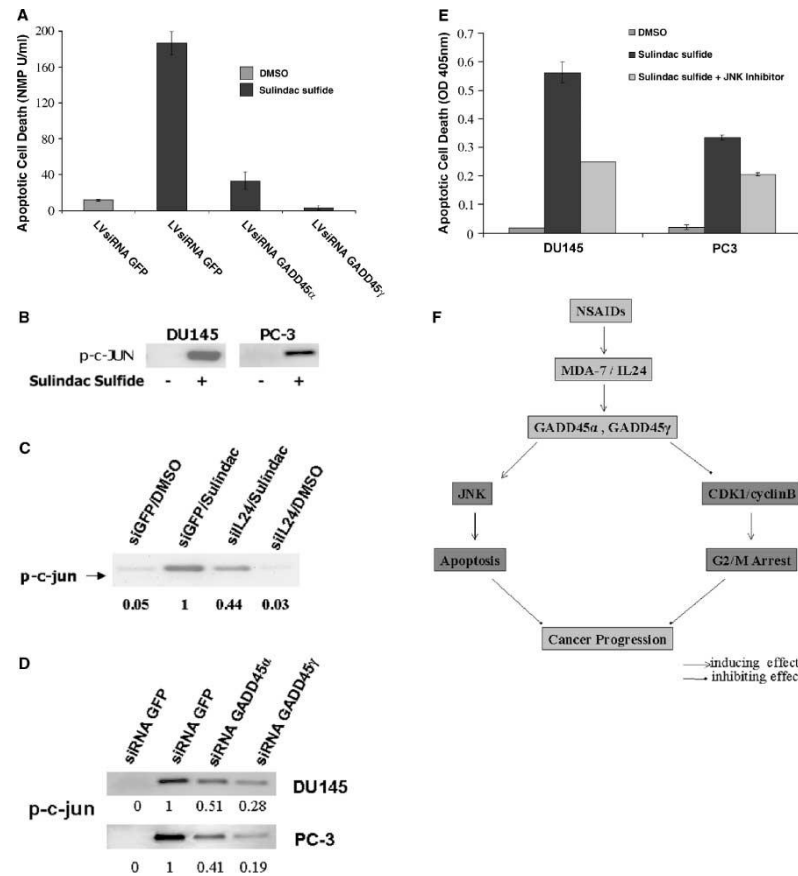 A
Apoptotic Cell Death (NMP U/ml)
200
160
120
80
40
0
DMSO
Sulindac sulfide
LVsiRNA GFP
LVsiRNA GFP
LVsiRNA GADD45α
LVsiRNA GADD45γ
B
DU145 PC-3
p-c-JUN
Sulindac Sulfide - + - +
C
siGFP/DMSO
siGFP/Sulindac
siIL24/Sulindac
siIL24/DMSO
p-c-jun
0.05 1 0.44 0.03
D
siRNA GFP
siRNA GFP
siRNA GADD45α
siRNA GADD45γ
p-c-jun
DU145
0 1 0.51 0.28
PC-3
0 1 0.41 0.19
E
Apoptotic Cell Death (OD 405nm)
0.7
0.6
0.5
0.4
0.3
0.2
0.1
0
DMSO
Sulindac sulfide
Sulindac sulfide + JNK Inhibitor
DU145 PC3
F
NSAIDs
MDA-7 / IL24
GADD45α , GADD45γ
JNK CDK1/cyclinB
Apoptosis G2/M Arrest
Cancer Progression
inducing effect
inhibiting effect